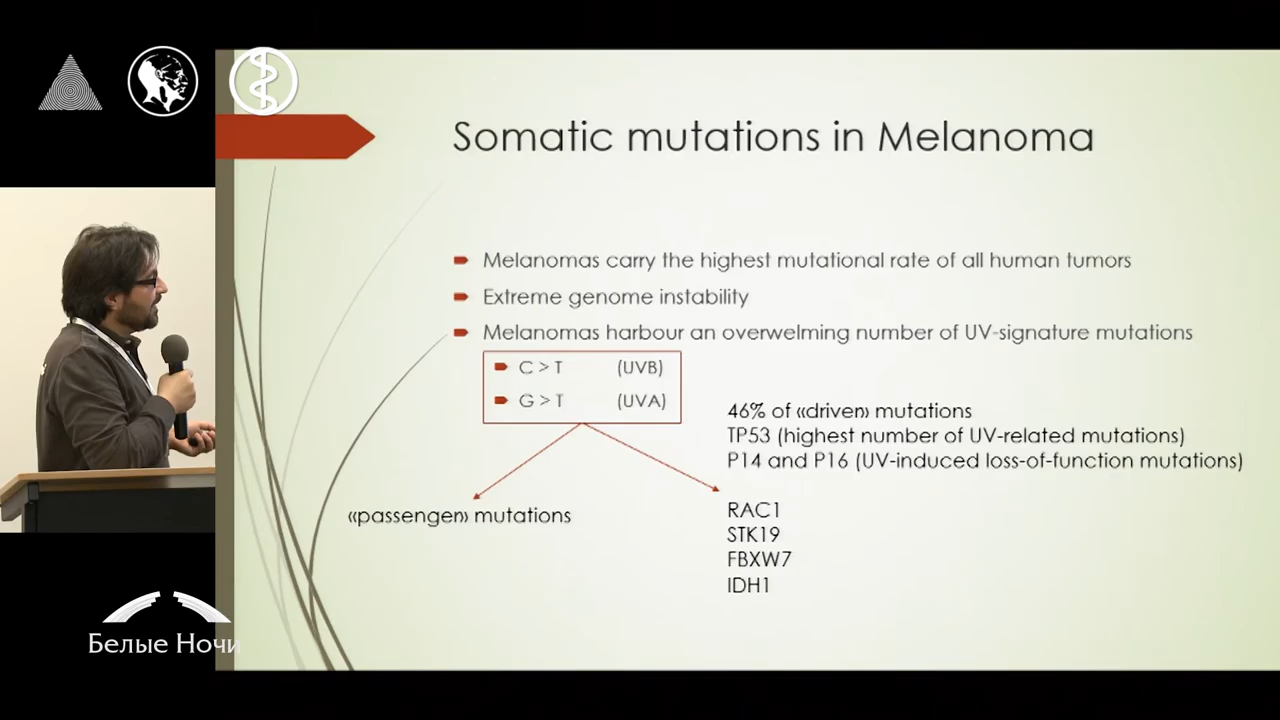 Somatic mutations in Melanoma
Melanomas carry the highest mutational rate of all human tumors
Extreme genome instability
Melanomas harbour an overwelming number of UV-signature mutations
C > T (UVB)
G > T (UVA)
46% of «driver» mutations
TP53 (highest number of UV-related mutations)
P14 and P16 (UV-induced loss-of-function mutations)
«passenger» mutations
RAC1
STK19
FBXW7
IDH1
Белые Ночи